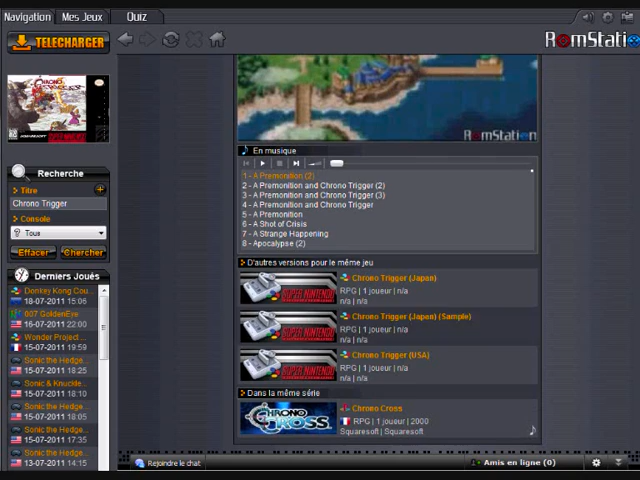 Navigation Mes Jeux Quiz
TELECHARGER
RomStatio
CHRONO TRIGGER
RomStation
En musique
1 - A Premonition (2)
2 - A Premonition and Chrono Trigger (2)
3 - A Premonition and Chrono Trigger (3)
4 - A Premonition and Chrono Trigger
5 - A Premonition
6 - A Shot of Crisis
7 - A Strange Happening
8 - Apocalypse (2)
Recherche
Titre
Chrono Trigger
Console
? Tous
Effacer Chercher
Derniers Joués
Donkey Kong Cou...
18-07-2011 15:06
007 GoldenEye
16-07-2011 22:00
Wonder Project ...
15-07-2011 19:59
Sonic the Hedge...
15-07-2011 18:25
Sonic & Knuckle...
15-07-2011 18:10
Sonic the Hedge...
15-07-2011 18:05
Sonic the Hedge...
15-07-2011 17:35
Sonic the Hedge...
13-07-2011 14:15
D'autres versions pour le même jeu
SUPER NINTENDO
Chrono Trigger (Japan)
RPG | 1 joueur | n/a
n/a | n/a
SUPER NINTENDO
Chrono Trigger (Japan) (Sample)
RPG | 1 joueur | n/a
n/a | n/a
SUPER NINTENDO
Chrono Trigger (USA)
RPG | 1 joueur | n/a
n/a | n/a
Dans la même série
CHRONO CROSS
Chrono Cross
RPG | 1 joueur | 2000
Squaresoft | Squaresoft
Rejoindre le chat
Amis en ligne (0)